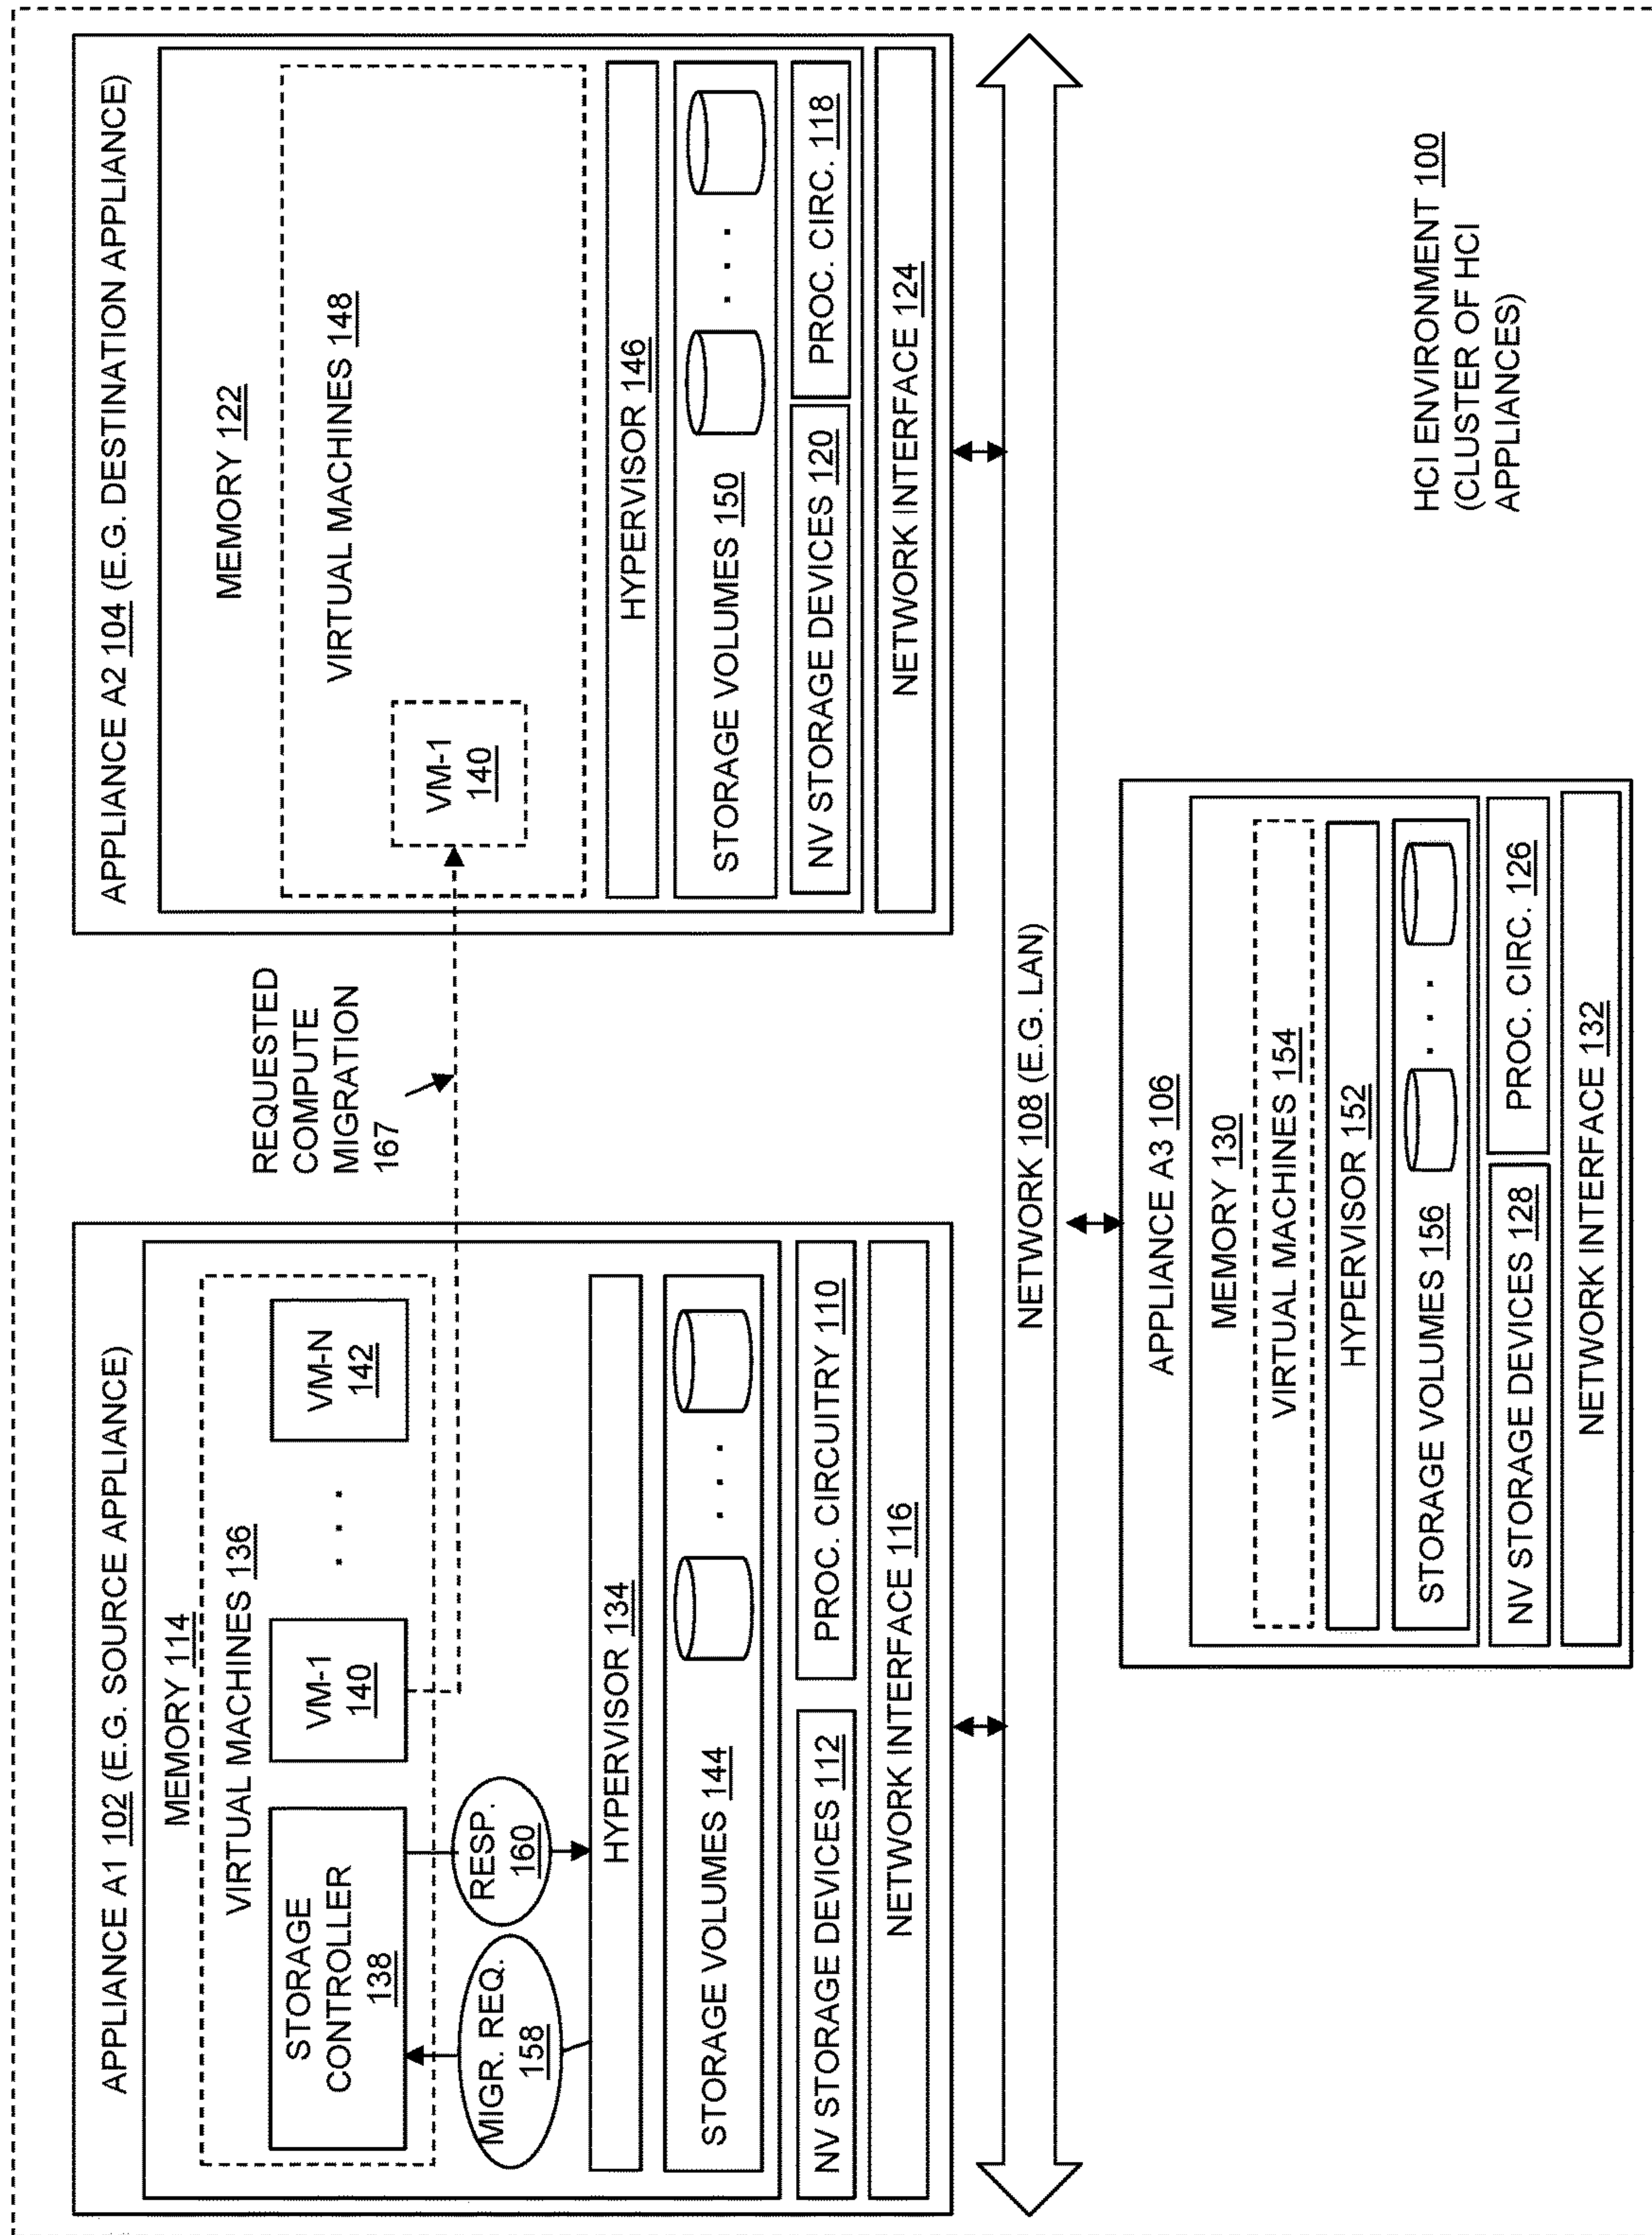 APPLIANCE A1 102 (E.G. SOURCE APPLIANCE)
MEMORY 114
VIRTUAL MACHINES 136
STORAGE
CONTROLLER
138
VM-1
140
. . .
VM-N
142
MIGR. REQ.
158
RESP.
160
HYPERVISOR 134
STORAGE VOLUMES 144
. . .
NV STORAGE DEVICES 112
PROC. CIRCUITRY 110
NETWORK INTERFACE 116
REQUESTED
COMPUTE
MIGRATION
167
APPLIANCE A2 104 (E.G. DESTINATION APPLIANCE)
MEMORY 122
VIRTUAL MACHINES 148
VM-1
140
HYPERVISOR 146
STORAGE VOLUMES 150
. . .
NV STORAGE DEVICES 120
PROC. CIRC. 118
NETWORK INTERFACE 124
NETWORK 108 (E.G. LAN)
APPLIANCE A3 106
MEMORY 130
VIRTUAL MACHINES 154
HYPERVISOR 152
STORAGE VOLUMES 156
. . .
NV STORAGE DEVICES 128
PROC. CIRC. 126
NETWORK INTERFACE 132
HCI ENVIRONMENT 100
(CLUSTER OF HCI
APPLIANCES)